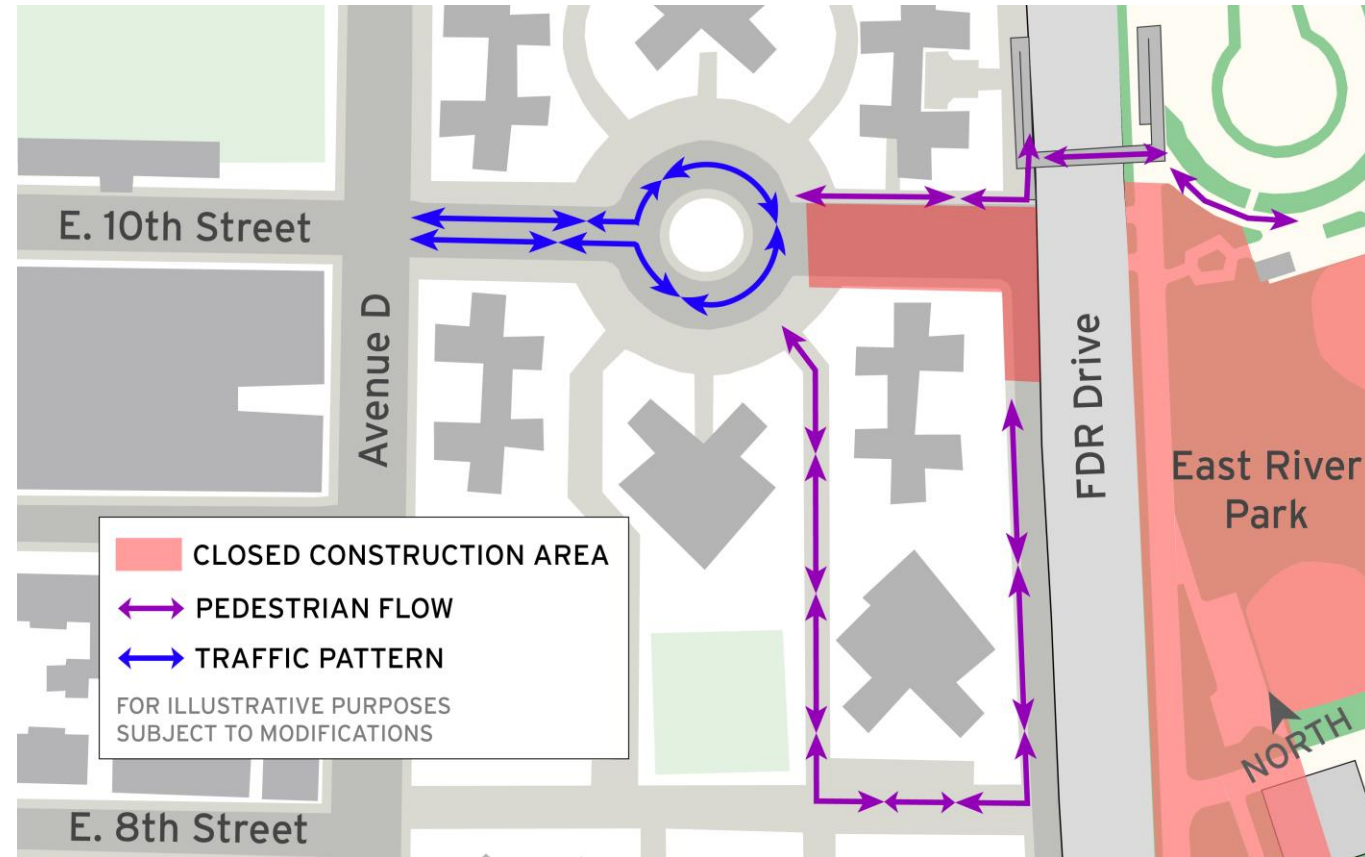 E. 10th Street
Avenue D
FDR Drive
East River
Park
CLOSED CONSTRUCTION AREA
PEDESTRIAN FLOW
TRAFFIC PATTERN
FOR ILLUSTRATIVE PURPOSES
SUBJECT TO MODIFICATIONS
NORTH
E. 8th Street